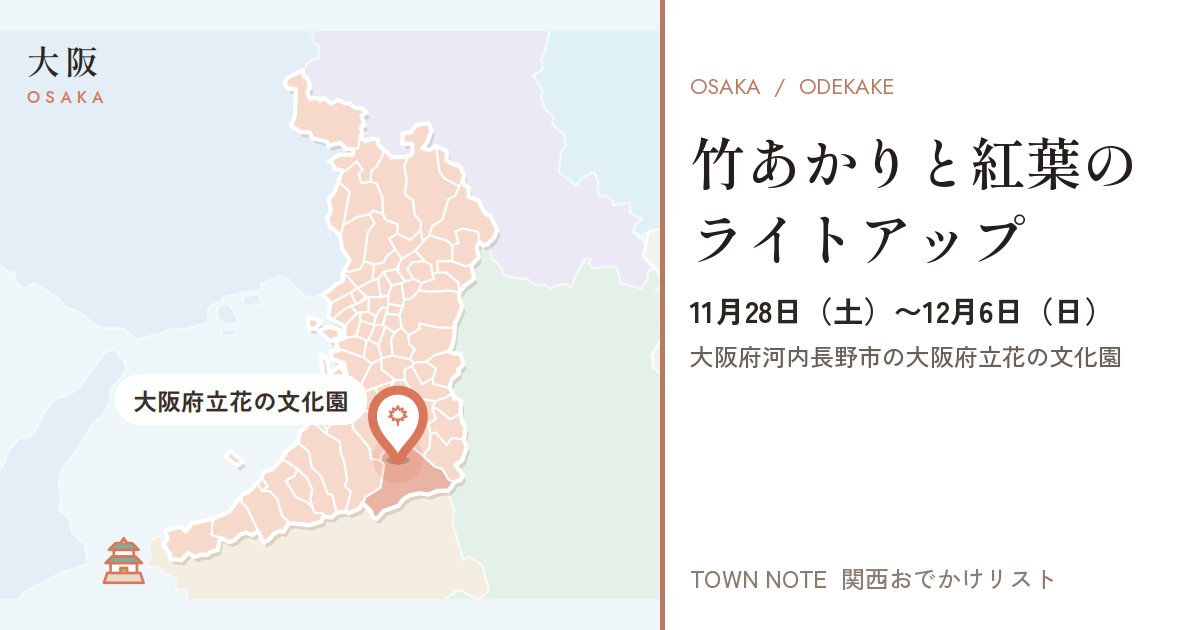 大阪
OSAKA
大阪府立花の文化園
OSAKA / ODEKAKE
竹あかりと紅葉の
ライトアップ
11月28日（土）〜12月6日（日）
大阪府河内長野市の大阪府立花の文化園
TOWN NOTE 関西おでかけリスト